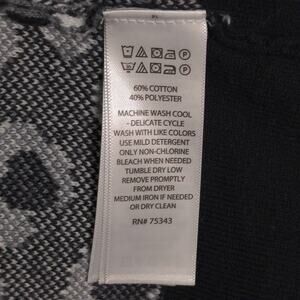 60% COTTON
40% POLYESTER
MACHINE WASH COOL
- DELICATE CYCLE
WASH WITH LIKE COLORS
USE MILD DETERGENT
ONLY NON-CHLORINE
BLEACH WHEN NEEDED
TUMBLE DRY LOW
REMOVE PROMPTLY
FROM DRYER
MEDIUM IRON IF NEEDED
OR DRY CLEAN
RN# 75343